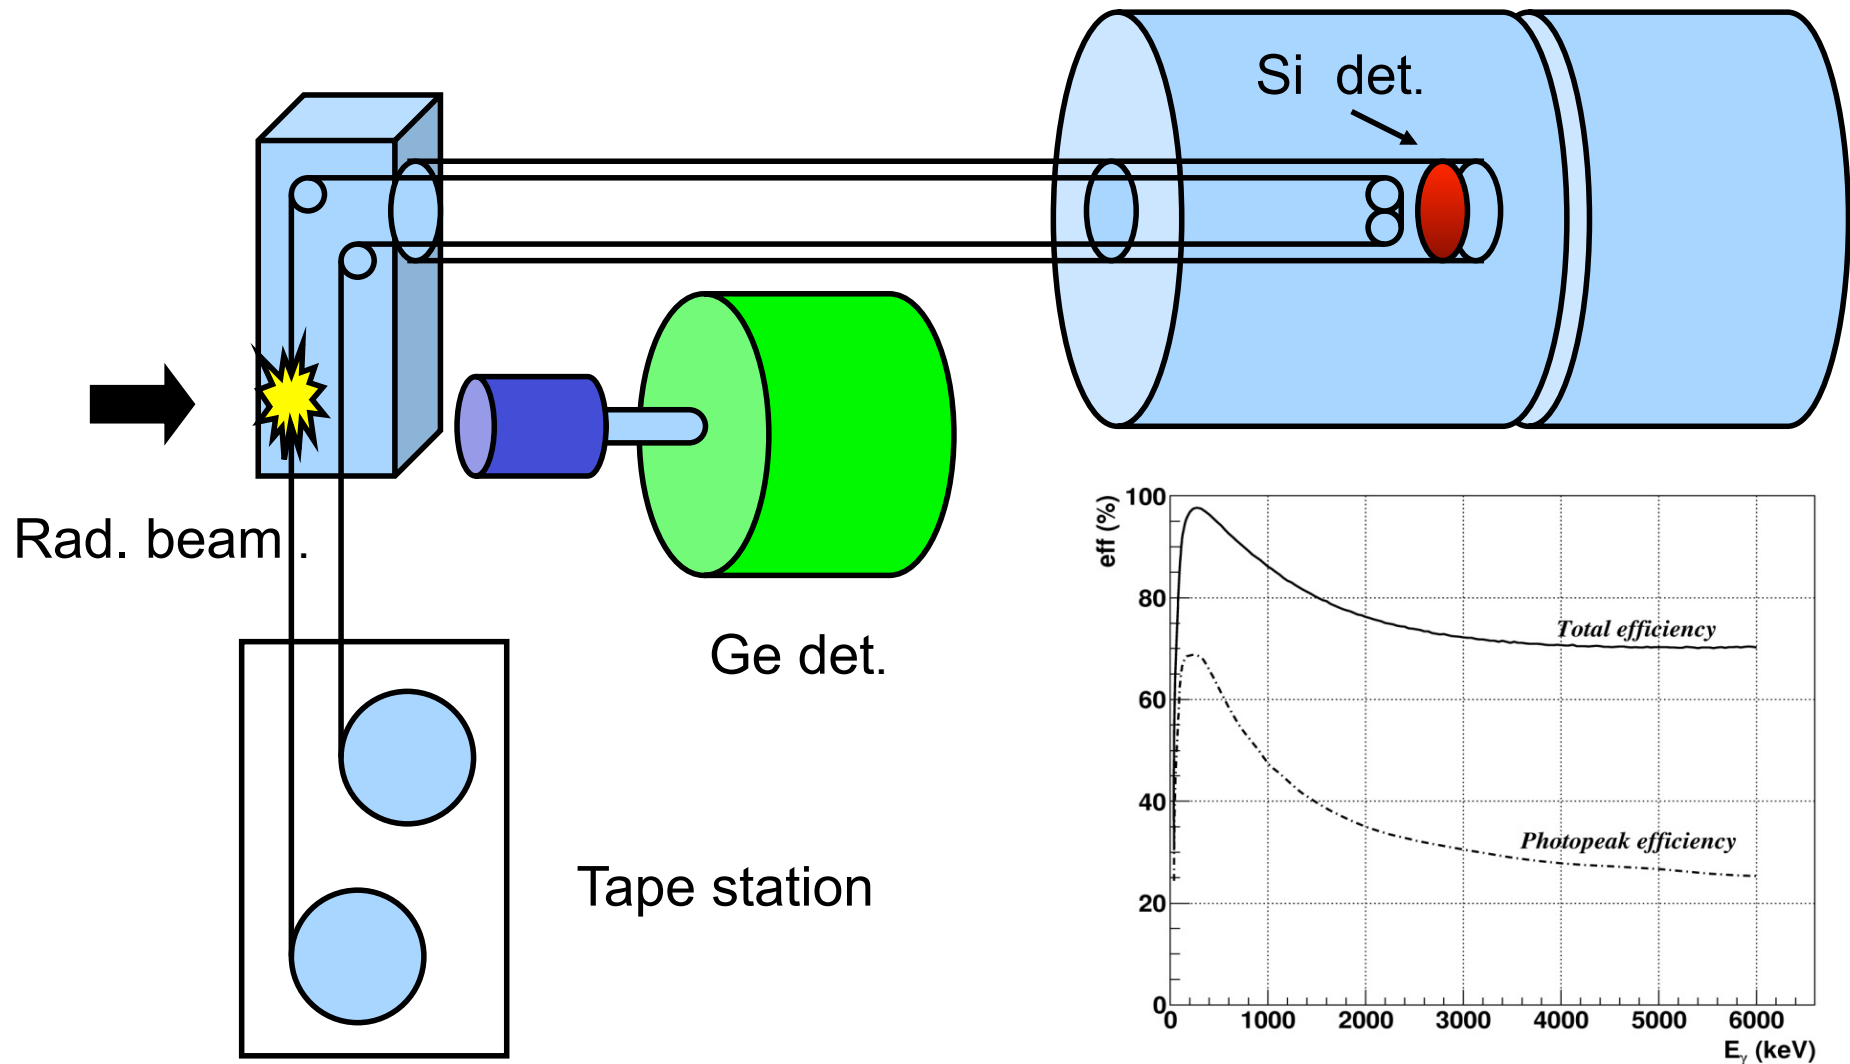 Si det.
Rad. beam .
Ge det.
Tape station
eff (%)
100
80
60
40
20
0
Total efficiency
Photopeak efficiency
0 1000 2000 3000 4000 5000 6000
Eγ (keV)